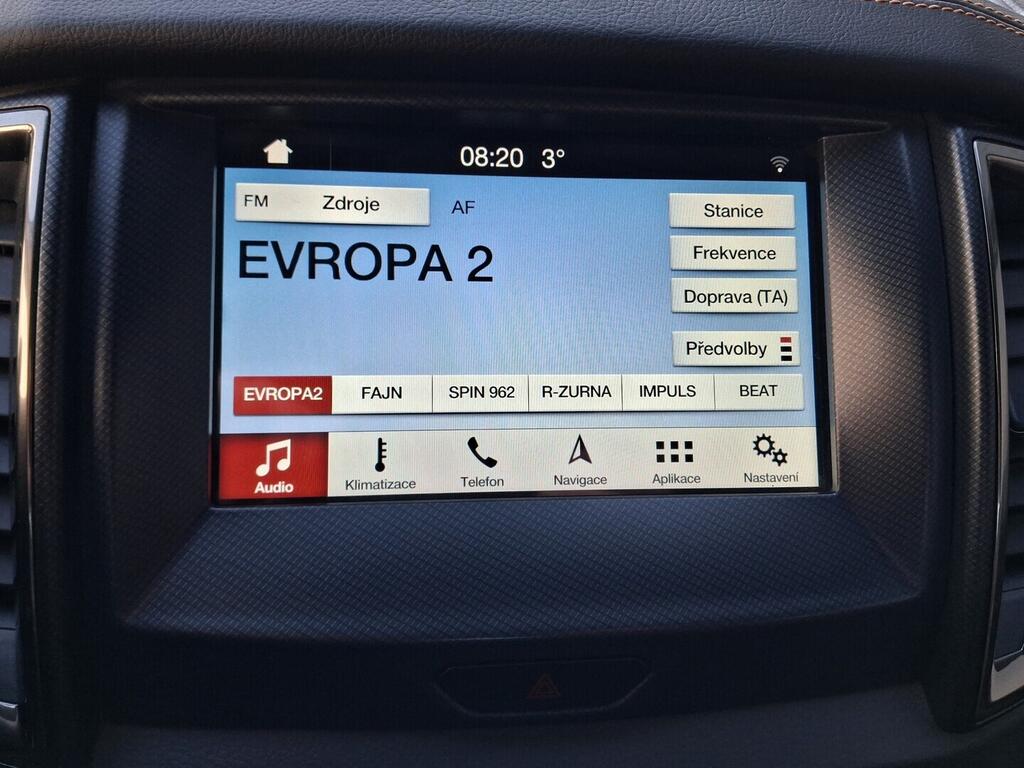 08:20 3°
FM Zdroje AF
Stanice
EVROPA 2
Frekvence
Doprava (TA)
Předvolby
EVROPA2 FAJN SPIN 962 R-ZURNA IMPULS BEAT
Audio Klimatizace Telefon Navigace Aplikace Nastavení